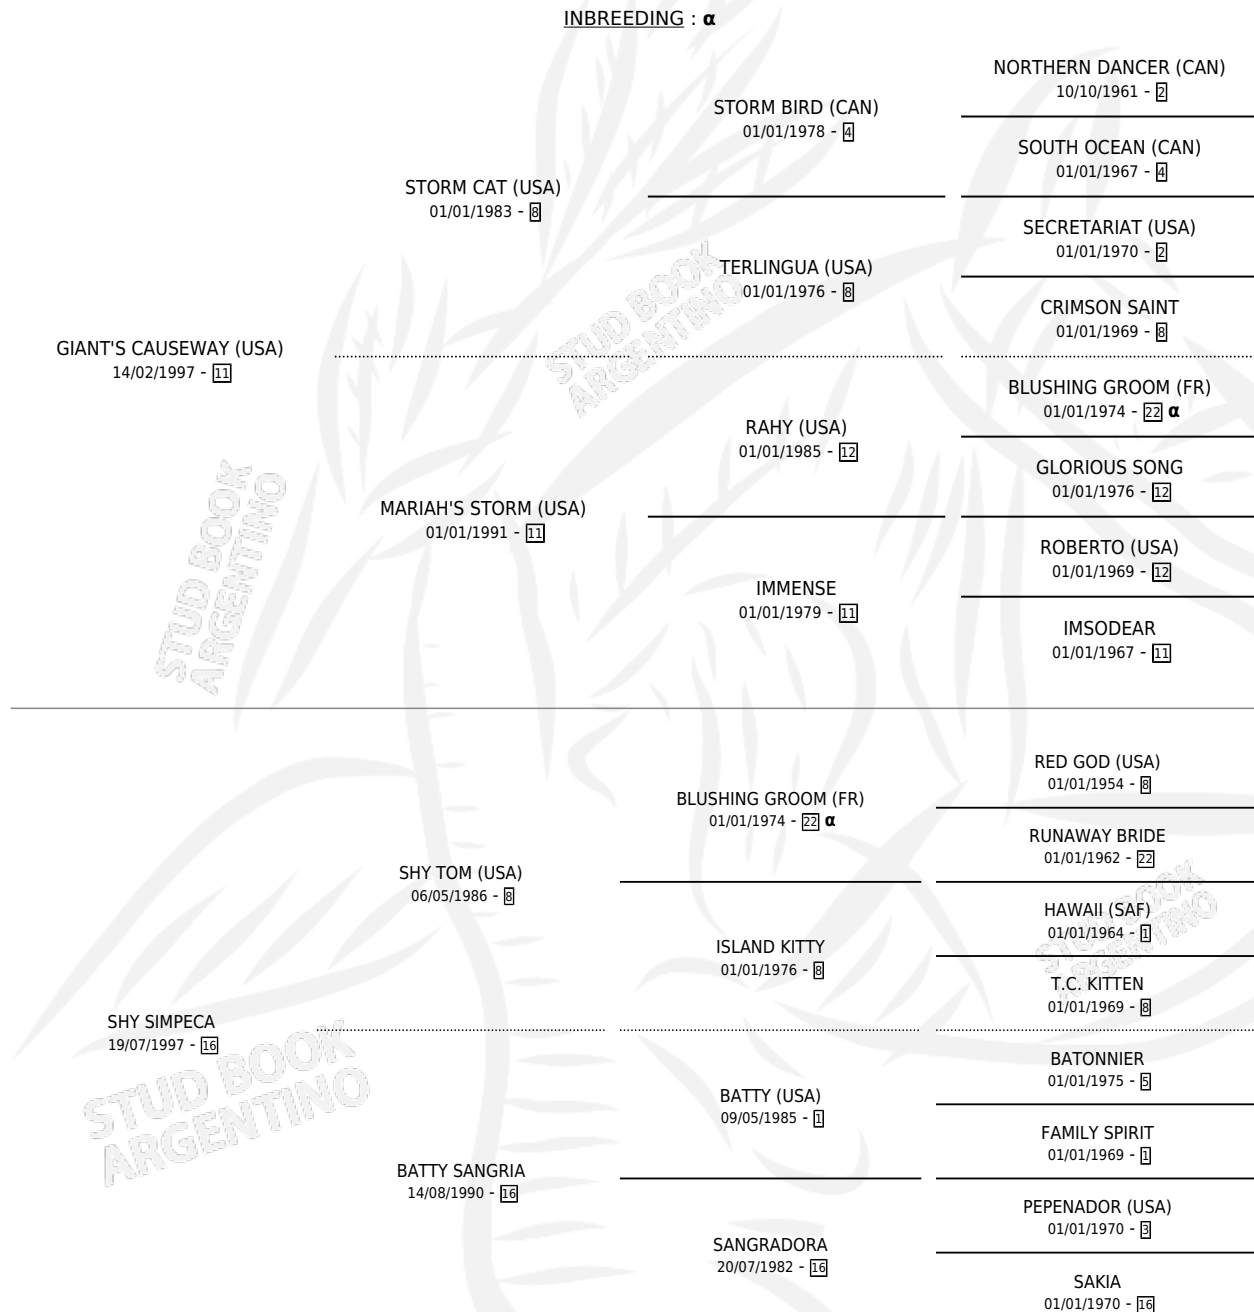 INBREEDING : α
NORTHERN DANCER (CAN)
10/10/1961 - 2
STORM BIRD (CAN)
01/01/1978 - 4
SOUTH OCEAN (CAN)
01/01/1967 - 4
STORM CAT (USA)
01/01/1983 - 8
SECRETARIAT (USA)
01/01/1970 - 2
TERLINGUA (USA)
01/01/1976 - 8
CRIMSON SAINT
01/01/1969 - 8
GIANT'S CAUSEWAY (USA)
14/02/1997 - 11
BLUSHING GROOM (FR)
01/01/1974 - 22 α
RAHY (USA)
01/01/1985 - 12
GLORIOUS SONG
01/01/1976 - 12
MARIAH'S STORM (USA)
01/01/1991 - 11
ROBERTO (USA)
01/01/1969 - 12
IMMENSE
01/01/1979 - 11
IMSODEAR
01/01/1967 - 11
RED GOD (USA)
01/01/1954 - 8
BLUSHING GROOM (FR)
01/01/1974 - 22 α
RUNAWAY BRIDE
01/01/1962 - 22
SHY TOM (USA)
06/05/1986 - 8
HAWAII (SAF)
01/01/1964 - 1
ISLAND KITTY
01/01/1976 - 8
T.C. KITTEN
01/01/1969 - 8
SHY SIMPECA
19/07/1997 - 16
BATONNIER
01/01/1975 - 5
BATTY (USA)
09/05/1985 - 1
FAMILY SPIRIT
01/01/1969 - 1
BATTY SANGRIA
14/08/1990 - 16
PEPENADOR (USA)
01/01/1970 - 3
SANGRADORA
20/07/1982 - 16
SAKIA
01/01/1970 - 16
STUD BOOK
ARGENTINO
STUD BOOK
ARGENTINO
STUD BOOK
ARGENTINO
STUD BOOK
ARGENTINO